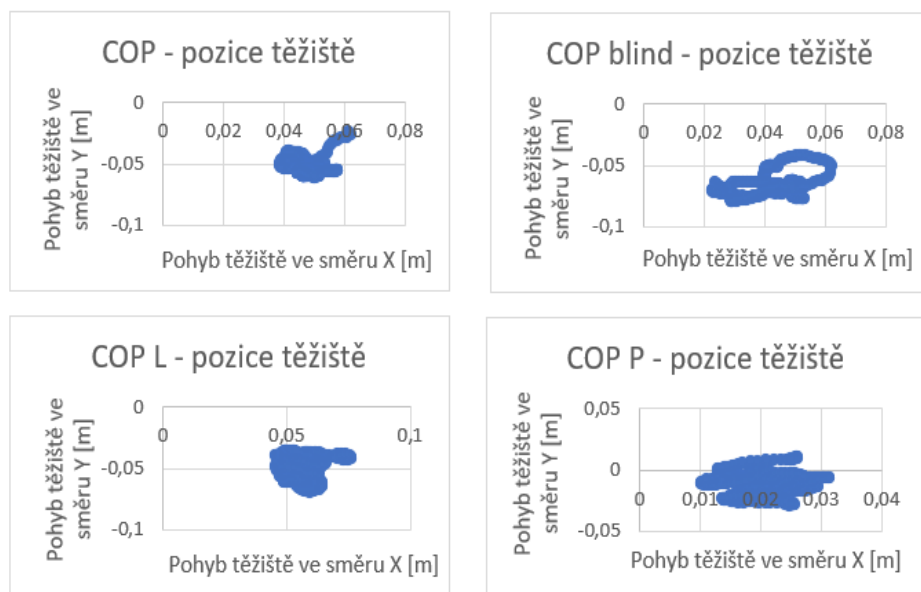 COP - pozice těžiště
Pohyb těžiště ve
směru Y [m]
0
-0,05
-0,1
0
0,02
0,04
0,06
0,08
Pohyb těžiště ve směru X [m]
COP blind - pozice těžiště
Pohyb těžiště ve
směru Y [m]
0
-0,05
-0,1
0
0,02
0,04
0,06
0,08
Pohyb těžiště ve směru X [m]
COP L - pozice těžiště
Pohyb těžiště ve
směru Y [m]
0
-0,05
-0,1
0
0,05
0,1
Pohyb těžiště ve směru X [m]
COP P - pozice těžiště
Pohyb těžiště ve
směru Y [m]
0,05
0
-0,05
0
0,01
0,02
0,03
0,04
Pohyb těžiště ve směru X [m]